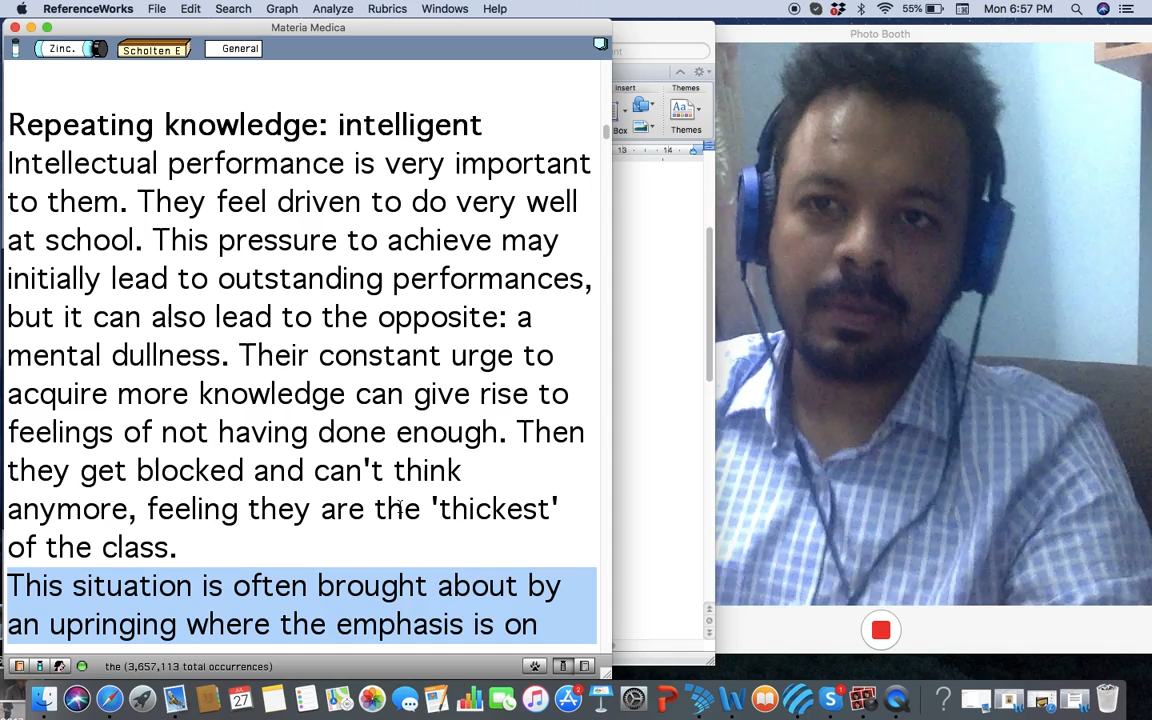 ReferenceWorks File Edit Search Graph Analyze Rubrics Windows Help 55% Mon 6:57 PM
Materia Medica
Photo Booth
Zinc. Scholten E General
Insert Themes
Box Themes
13 14
Repeating knowledge: intelligent
Intellectual performance is very important
to them. They feel driven to do very well
at school. This pressure to achieve may
initially lead to outstanding performances,
but it can also lead to the opposite: a
mental dullness. Their constant urge to
acquire more knowledge can give rise to
feelings of not having done enough. Then
they get blocked and can't think
anymore, feeling they are the 'thickest'
of the class.
This situation is often brought about by
an upringing where the emphasis is on
the (3,657,113 total occurrences)